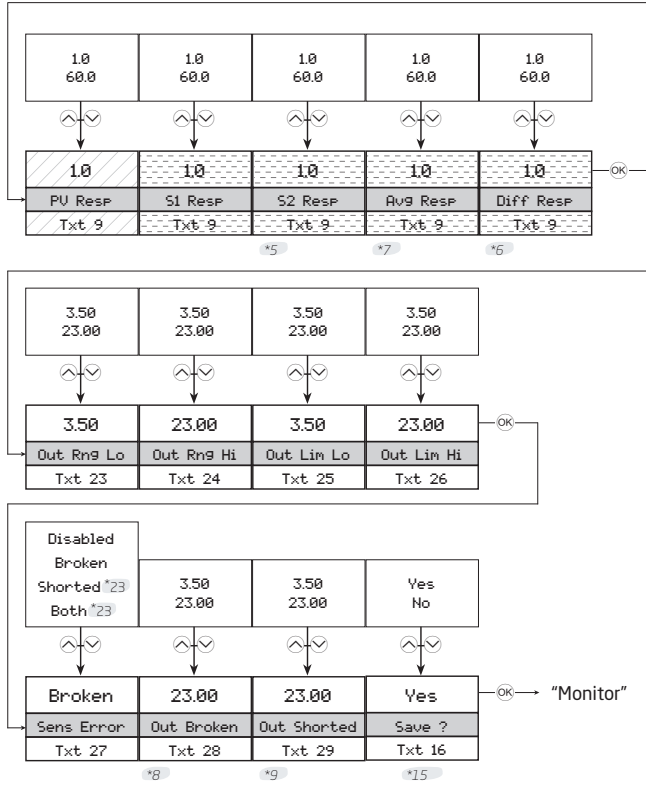 1.0 1.0 1.0 1.0 1.0
60.0 60.0 60.0 60.0 60.0
1.0 1.0 1.0 1.0 1.0
OK
PV Resp S1 Resp S2 Resp Avg Resp Diff Resp
Txt 9 Txt 9 Txt 9 Txt 9 Txt 9
*5 *7 *6
3.50 3.50 3.50 3.50
23.00 23.00 23.00 23.00
3.50 23.00 3.50 23.00
OK
Out Rng Lo Out Rng Hi Out Lim Lo Out Lim Hi
Txt 23 Txt 24 Txt 25 Txt 26
Disabled
Broken
Shorted *23
Both *23
3.50 3.50 Yes
23.00 23.00 No
Broken 23.00 23.00 Yes
OK "Monitor"
Sens Error Out Broken Out Shorted Save ?
Txt 27 Txt 28 Txt 29 Txt 16
*8 *9 *15